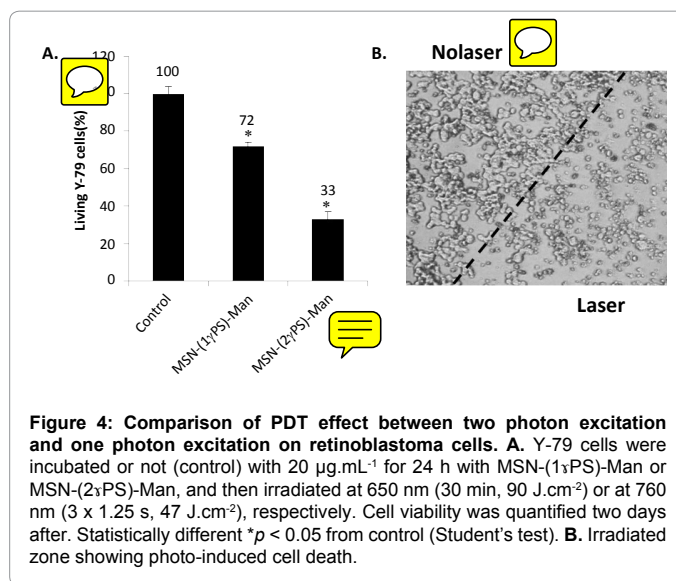 A.
120
100
100
80
60
40
20
0
Living Y-79 cells(%)
72
*
33
*
Control
MSN-(1γPS)-Man
MSN-(2γPS)-Man
B.
Nolaser
Laser
Figure 4: Comparison of PDT effect between two photon excitation
and one photon excitation on retinoblastoma cells. A. Y-79 cells were
incubated or not (control) with 20 µg.mL⁻¹ for 24 h with MSN-(1ɤPS)-Man or
MSN-(2ɤPS)-Man, and then irradiated at 650 nm (30 min, 90 J.cm⁻²) or at 760
nm (3 x 1.25 s, 47 J.cm⁻²), respectively. Cell viability was quantified two days
after. Statistically different *p < 0.05 from control (Student's test). B. Irradiated
zone showing photo-induced cell death.